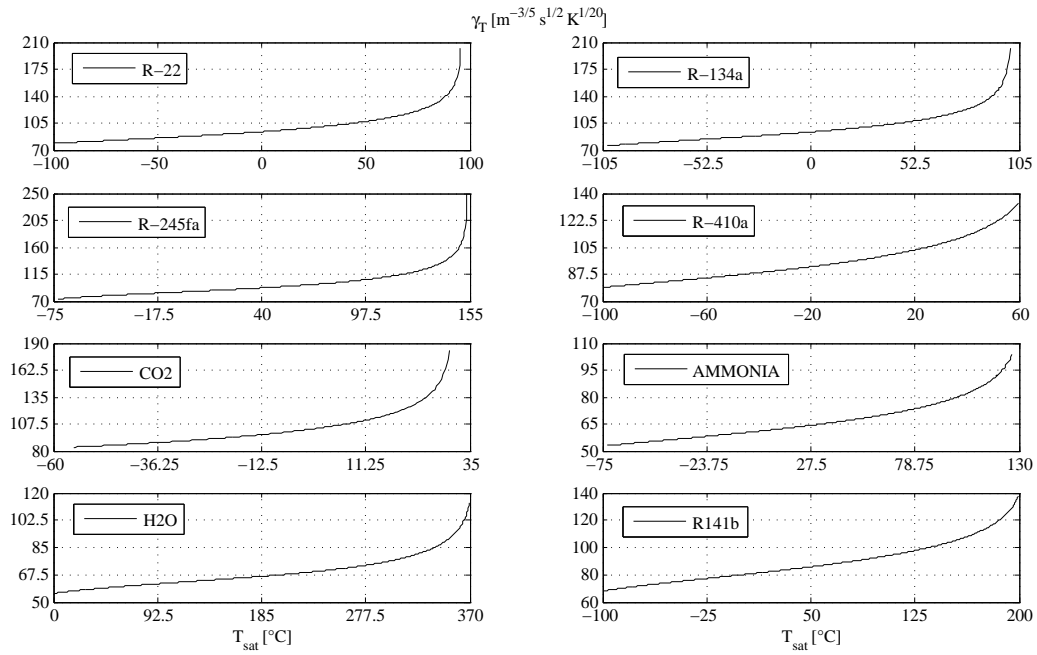 γ_T [m^−3/5 s^1/2 K^1/20]
210
175
140
105
70
R−22
−100 −50 0 50 100
210
175
140
105
70
R−134a
−105 −52.5 0 52.5 105
250
205
160
115
70
R−245fa
−75 −17.5 40 97.5 155
140
122.5
105
87.5
70
R−410a
−100 −60 −20 20 60
190
162.5
135
107.5
80
CO2
−60 −36.25 −12.5 11.25 35
110
95
80
65
50
AMMONIA
−75 −23.75 27.5 78.75 130
120
102.5
85
67.5
50
H2O
0 92.5 185 277.5 370
T_sat [°C]
140
120
100
80
60
R141b
−100 −25 50 125 200
T_sat [°C]